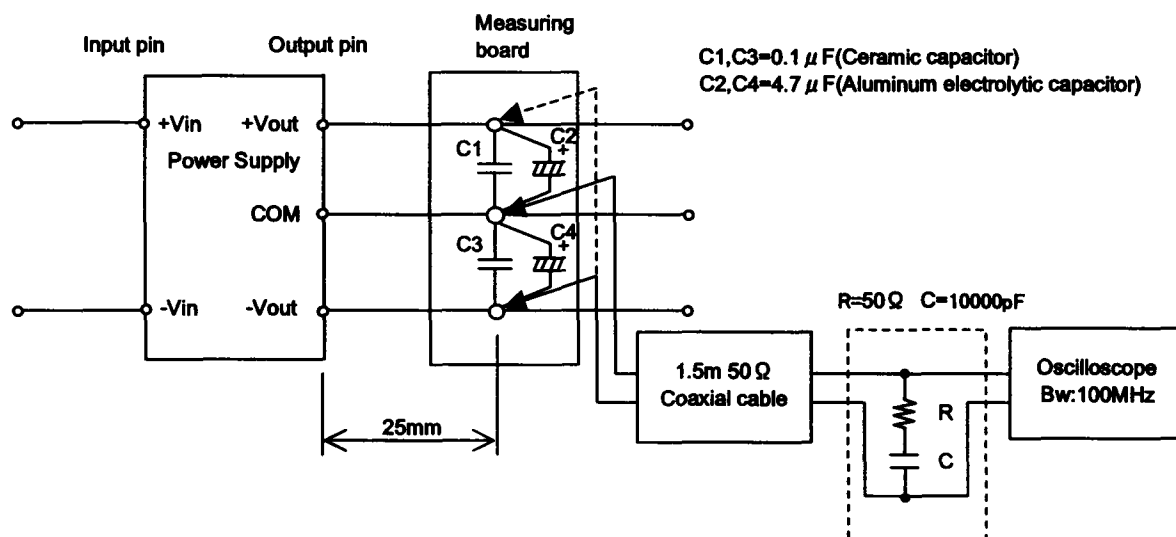 Input pin
Output pin
Measuring
board
C1,C3=0.1 μF(Ceramic capacitor)
C2,C4=4.7 μF(Aluminum electrolytic capacitor)
+Vin
+Vout
Power Supply
C1
C2
+
COM
C3
C4
+
-Vin
-Vout
R=50Ω C=10000pF
1.5m 50Ω
Coaxial cable
Oscilloscope
Bw:100MHz
R
C
25mm